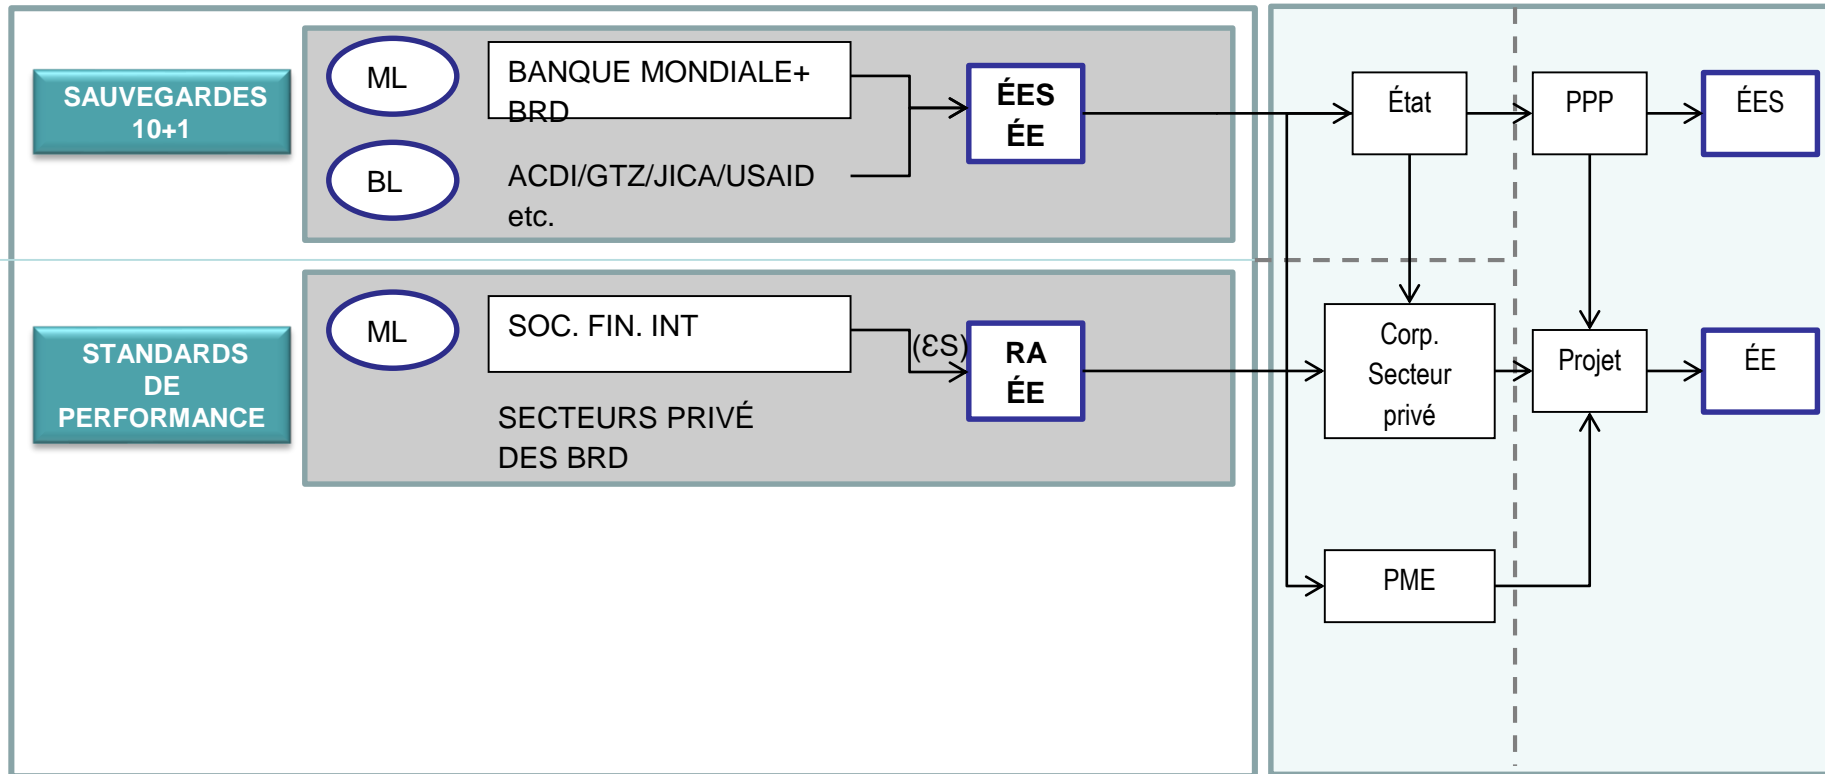 SAUVEGARDES
10+1
ML
BANQUE MONDIALE+
BRD
BL
ACDI/GTZ/JICA/USAID
etc.
ÉES
ÉE
État
PPP
ÉES
STANDARDS
DE
PERFORMANCE
ML
SOC. FIN. INT
SECTEURS PRIVÉ
DES BRD
(ƐS)
RA
ÉE
Corp.
Secteur
privé
Projet
ÉE
PME